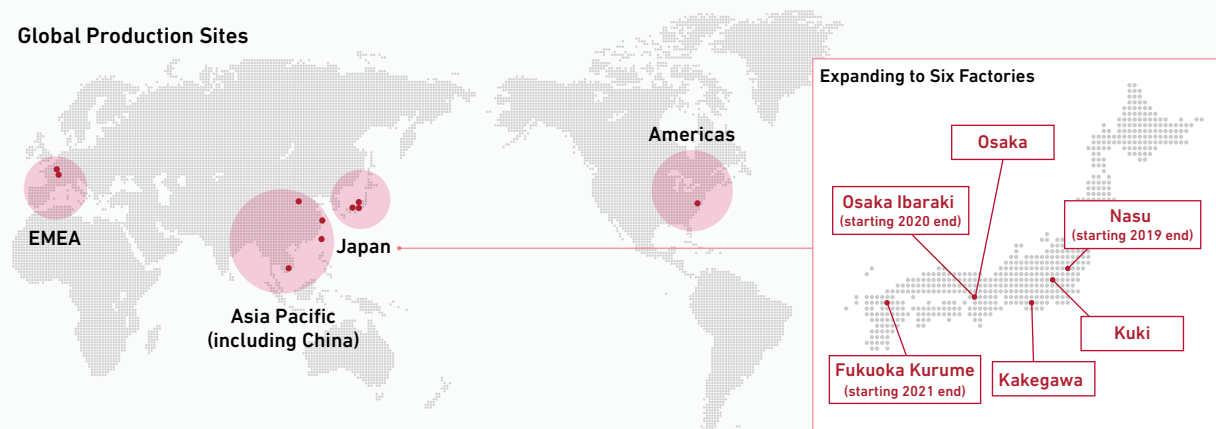 Global Production Sites
EMEA
Asia Pacific
(including China)
Japan
Americas
Expanding to Six Factories
Osaka
Osaka Ibaraki
(starting 2020 end)
Nasu
(starting 2019 end)
Kuki
Kakegawa
Fukuoka Kurume
(starting 2021 end)